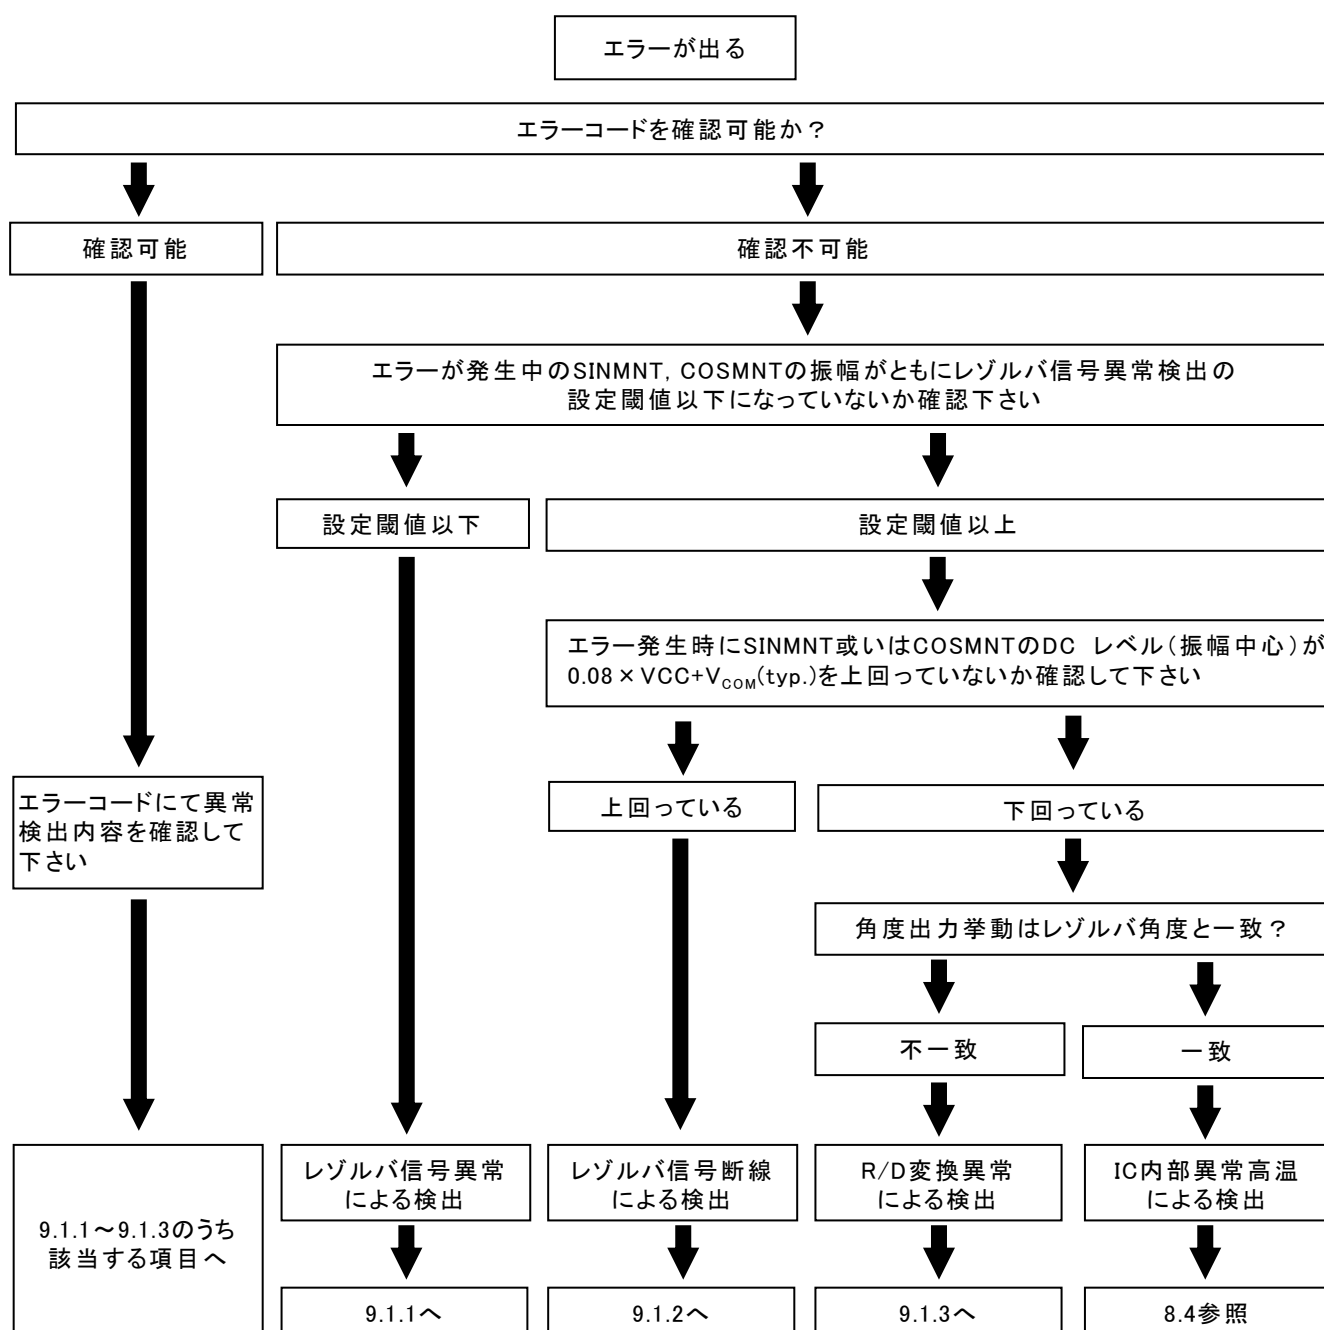 エラーが出る
エラーコードを確認可能か？
確認可能
確認不可能
エラーが発生中のSINMNT, COSMNTの振幅がともにレゾルバ信号異常検出の
設定閾値以下になっていないか確認下さい
設定閾値以下
設定閾値以上
エラー発生時にSINMNT或いはCOSMNTのDC レベル（振幅中心）が
0.08×VCC+VCOM(typ.)を上回っていないか確認して下さい
エラーコードにて異常
検出内容を確認して
下さい
上回っている
下回っている
角度出力挙動はレゾルバ角度と一致？
不一致
一致
9.1.1～9.1.3のうち
該当する項目へ
レゾルバ信号異常
による検出
レゾルバ信号断線
による検出
R/D変換異常
による検出
IC内部異常高温
による検出
9.1.1へ
9.1.2へ
9.1.3へ
8.4参照